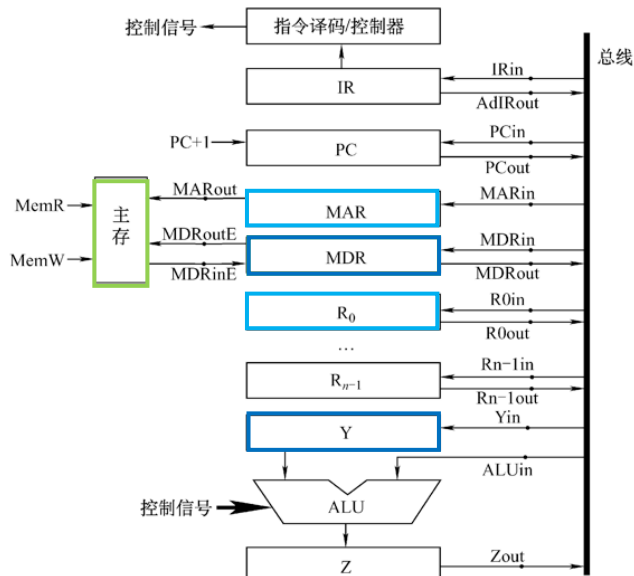 控制信号
指令译码/控制器
总线
IRin
IR
AdIRout
PC+1
PC
PCin
PCout
MemR
主存
MARout
MAR
MARin
MemW
MDRoutE
MDRinE
MDR
MDRin
MDRout
R0
R0in
R0out
…
Rn-1
Rn-1in
Rn-1out
Y
Yin
ALUin
控制信号
ALU
Z
Zout